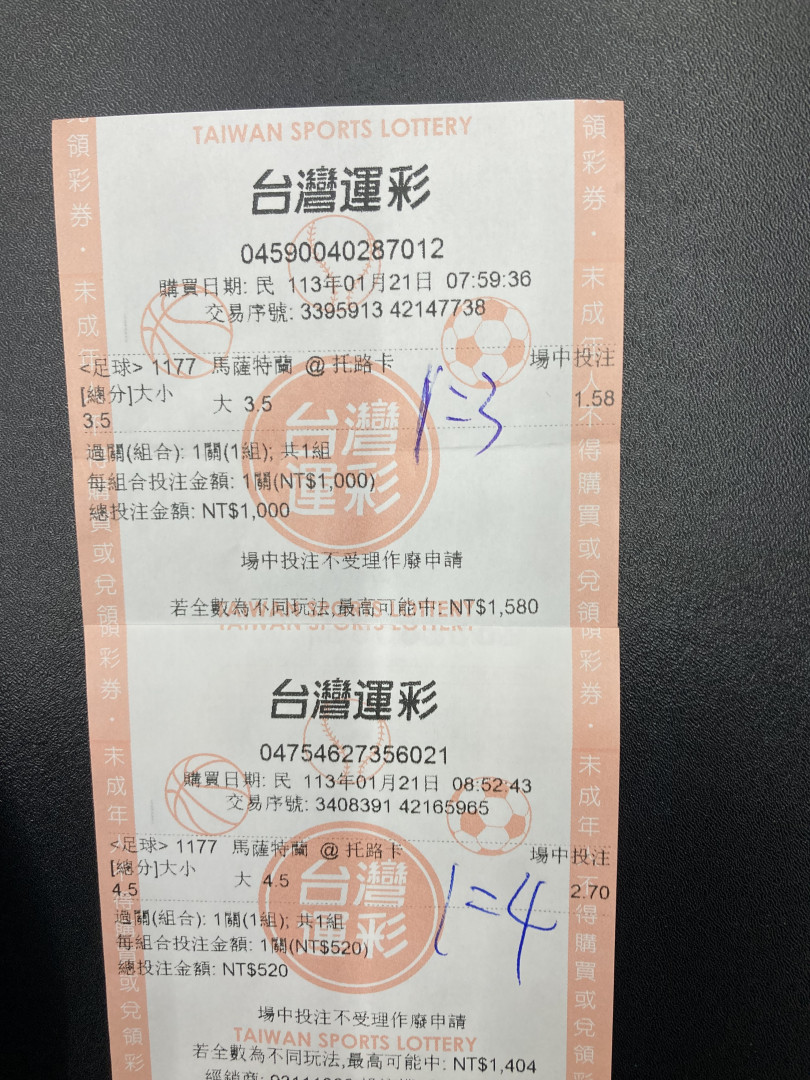 TAIWAN SPORTS LOTTERY
台灣運彩
04590040287012
購買日期: 民 113年01月21日 07:59:36
交易序號: 3395913 42147738
<足球> 1177 馬薩特蘭 @ 托路卡 場中投注
[總分]大小 大 3.5 1.58
3.5
1=3
台灣
運彩
過關(組合): 1關(1組); 共1組
每組合投注金額: 1關(NT$1,000)
總投注金額: NT$1,000
場中投注不受理作廢申請
若全數為不同玩法,最高可能中: NT$1,580
TAIWAN SPORTS LOTTERY
台灣運彩
04754627356021
購買日期: 民 113年01月21日 08:52:43
交易序號: 3408391 42165965
<足球> 1177 馬薩特蘭 @ 托路卡 場中投注
[總分]大小 大 4.5 2.70
4.5
1=4
台灣
運彩
過關(組合): 1關(1組); 共1組
每組合投注金額: 1關(NT$520)
總投注金額: NT$520
場中投注不受理作廢申請
TAIWAN SPORTS LOTTERY
若全數為不同玩法,最高可能中: NT$1,404
領彩券・未成年
領彩券・未成年人不得購買或兌領彩券・未成年
不得購買或兌領